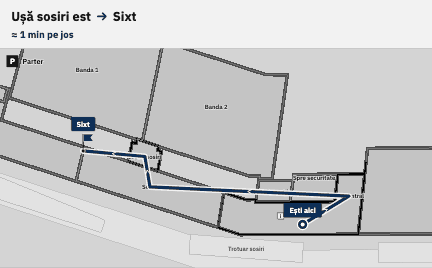 Ușă sosiri est → Sixt
≈ 1 min pe jos
P Parter
Banda 1
Banda 2
Sixt
Spre securitate
Ești aici
Trotuar sosiri